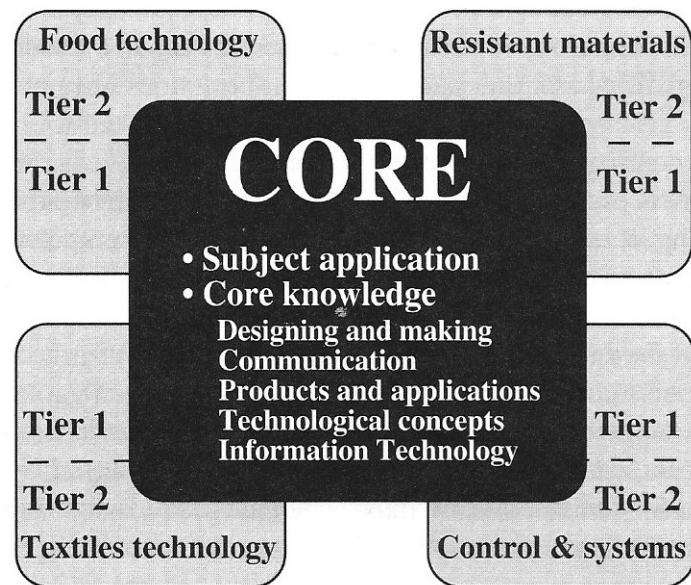 Food technology
Tier 2
Tier 1
Resistant materials
Tier 2
Tier 1
CORE
• Subject application
• Core knowledge
Designing and making
Communication
Products and applications
Technological concepts
Information Technology
Tier 1
Tier 2
Textiles technology
Tier 1
Tier 2
Control & systems